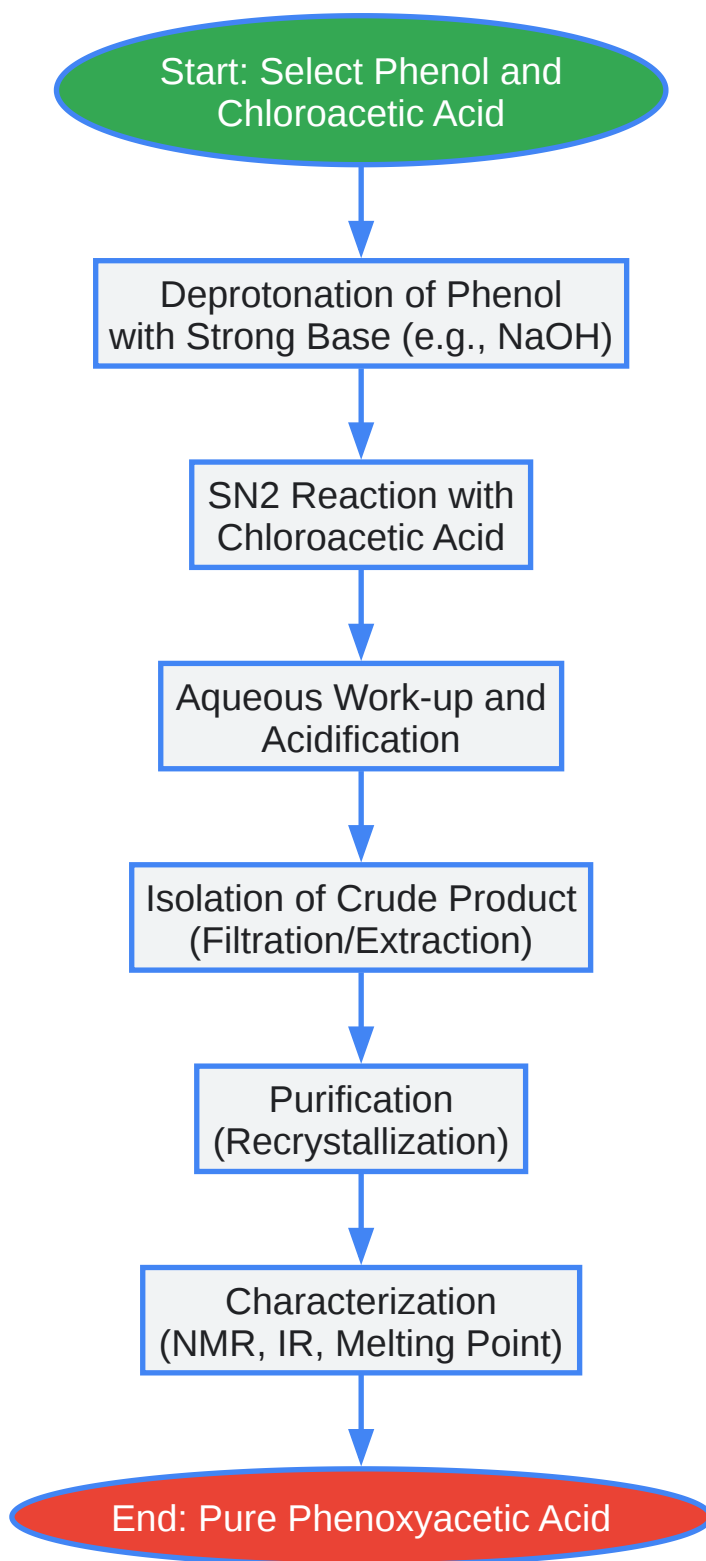 Start: Select Phenol and
Chloroacetic Acid
Deprotonation of Phenol
with Strong Base (e.g., NaOH)
SN2 Reaction with
Chloroacetic Acid
Aqueous Work-up and
Acidification
Isolation of Crude Product
(Filtration/Extraction)
Purification
(Recrystallization)
Characterization
(NMR, IR, Melting Point)
End: Pure Phenoxyacetic Acid